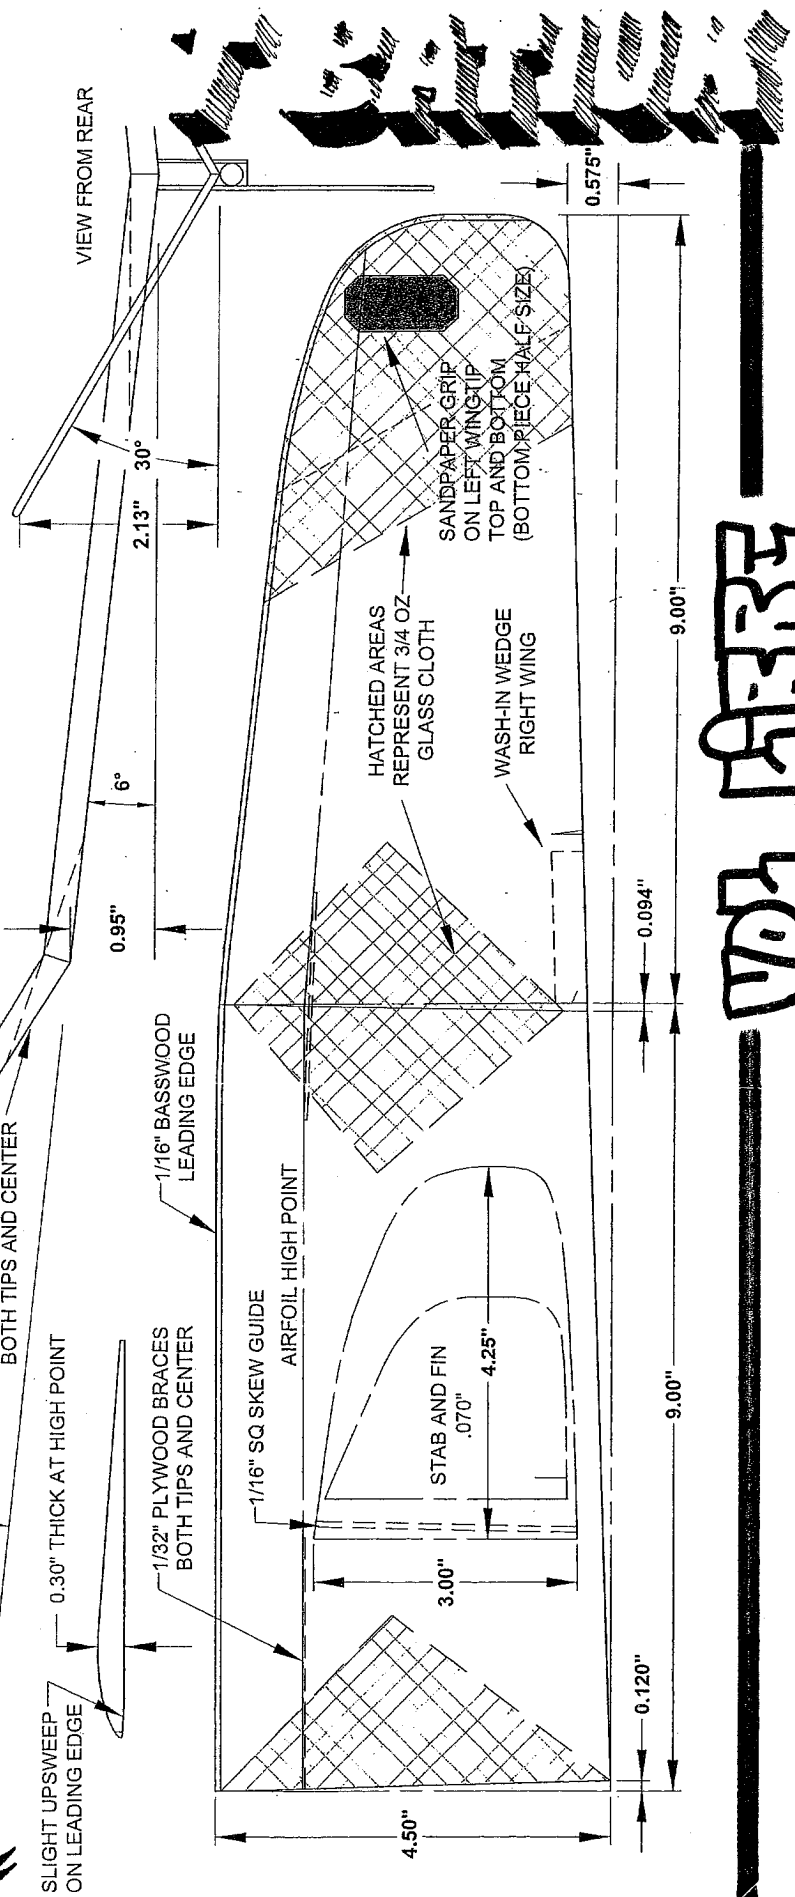 VIEW FROM REAR
30°
2.13"
6°
0.95"
0.575"
BOTH TIPS AND CENTER
SLIGHT UPSWEEP
ON LEADING EDGE
0.30" THICK AT HIGH POINT
1/32" PLYWOOD BRACES
BOTH TIPS AND CENTER
1/16" BASSWOOD
LEADING EDGE
1/16" SQ SKEW GUIDE
AIRFOIL HIGH POINT
HATCHED AREAS
REPRESENT 3/4 OZ
GLASS CLOTH
SANDPAPER GRIP
ON LEFT WINGTIP
TOP AND BOTTOM
(BOTTOM PIECE HALF SIZE)
WASH-IN WEDGE
RIGHT WING
STAB AND FIN
.070"
4.25"
3.00"
4.50"
0.120"
0.094"
9.00"
9.00"
VOL LIBRE